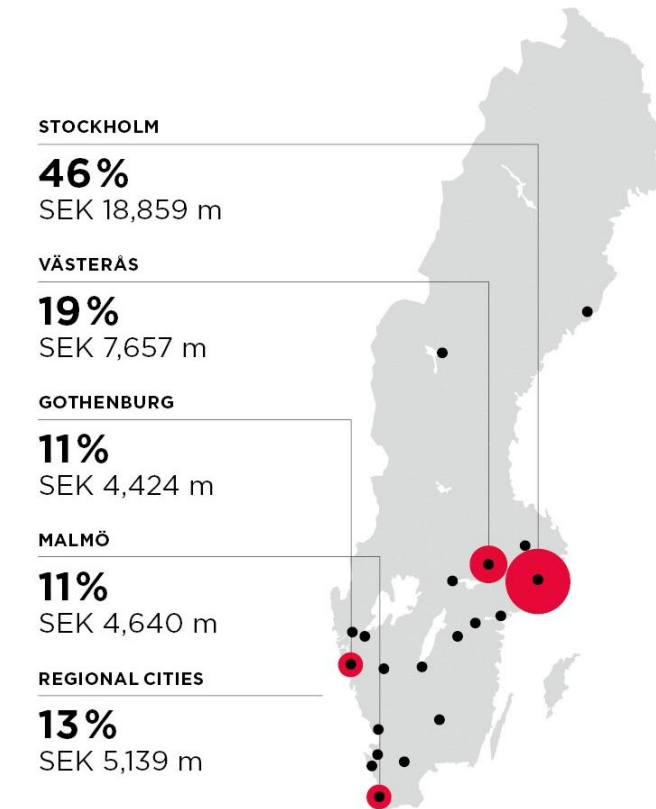 STOCKHOLM
46%
SEK 18,859 m
VÄSTERÅS
19%
SEK 7,657 m
GOTHENBURG
11%
SEK 4,424 m
MALMÖ
11%
SEK 4,640 m
REGIONAL CITIES
13%
SEK 5,139 m